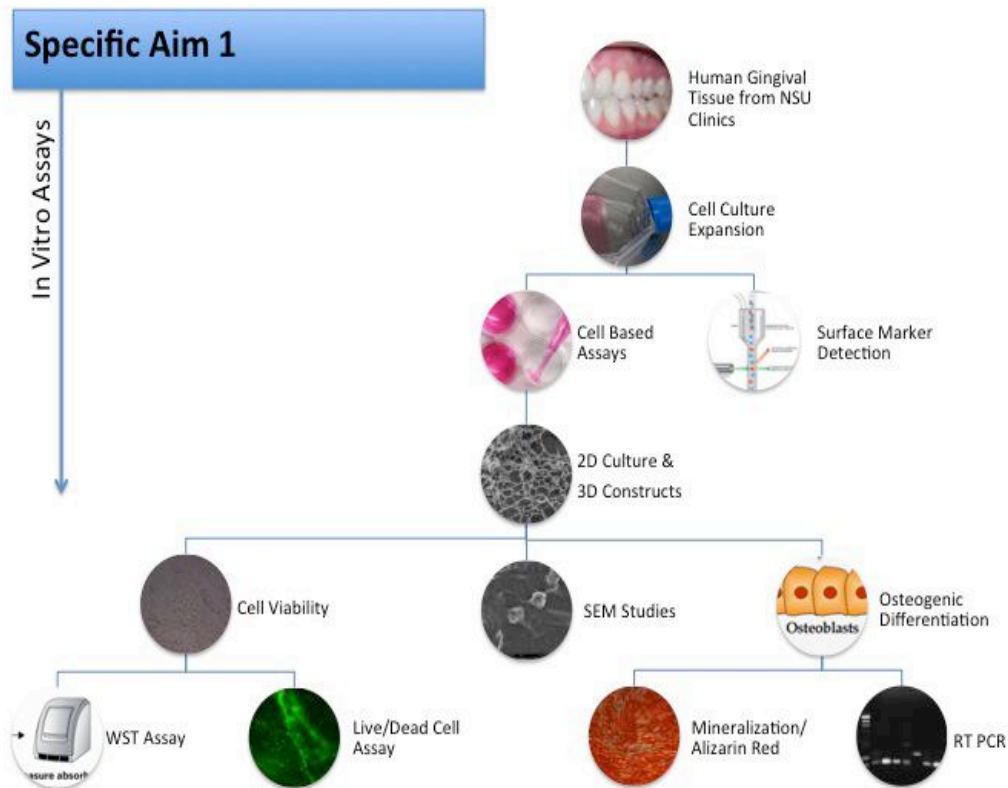 Specific Aim 1
In Vitro Assays
Human Gingival
Tissue from NSU
Clinics
Cell Culture
Expansion
Cell Based
Assays
Surface Marker
Detection
2D Culture &
3D Constructs
Cell Viability
SEM Studies
Osteoblasts
Osteogenic
Differentiation
WST Assay
asure absorb
Live/Dead Cell
Assay
Mineralization/
Alizarin Red
RT PCR